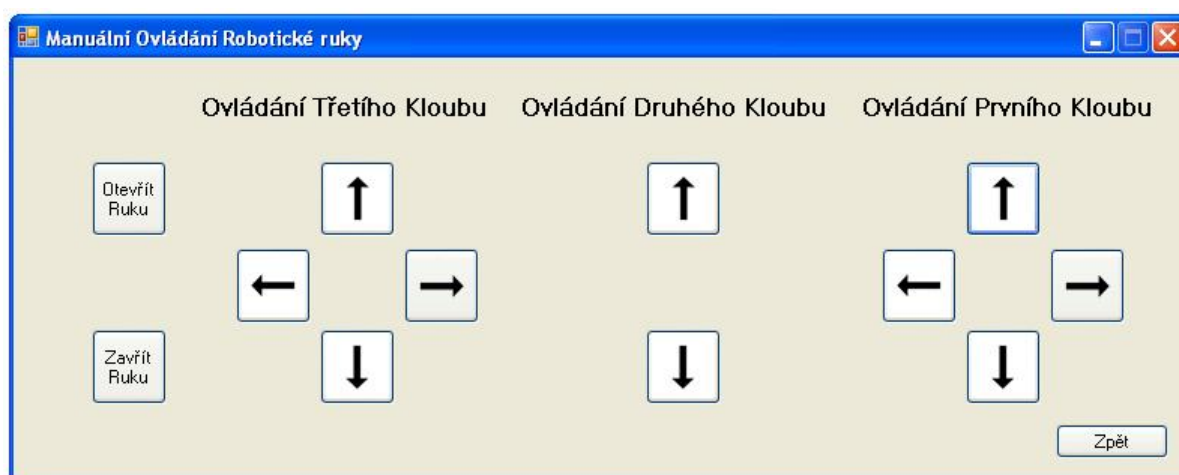 Manuální Ovládání Robotické ruky
Ovládání Třetího Kloubu
Ovládání Druhého Kloubu
Ovládání Prvního Kloubu
Otevřít
Ruku
Zavřít
Ruku
Zpět